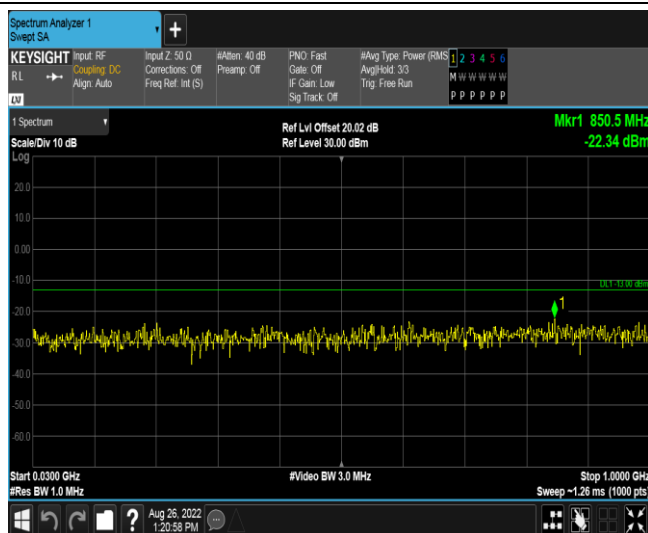 Spectrum Analyzer 1
Swept SA
KEYSIGHT
RL
Input: RF
Coupling: DC
Align: Auto
Input Z: 50 Ω
Corrections: Off
Freq Ref: Int (S)
#Atten: 40 dB
Preamp: Off
PNO: Fast
Gate: Off
IF Gain: Low
Sig Track: Off
#Avg Type: Power (RMS
Avg|Hold: 3/3
Trig: Free Run
1 2 3 4 5 6
M W W W W W
P P P P P P
LXI
1 Spectrum
Scale/Div 10 dB
Log
Ref Lvl Offset 20.02 dB
Ref Level 30.00 dBm
Mkr1 850.5 MHz
-22.34 dBm
20.0
10.0
0.00
-10.0
DL1 -13.00 dBm
1
-20.0
-30.0
-40.0
-50.0
-60.0
Start 0.0300 GHz
#Res BW 1.0 MHz
#Video BW 3.0 MHz
Stop 1.0000 GHz
Sweep ~1.26 ms (1000 pts)
?
Aug 26, 2022
1:20:58 PM